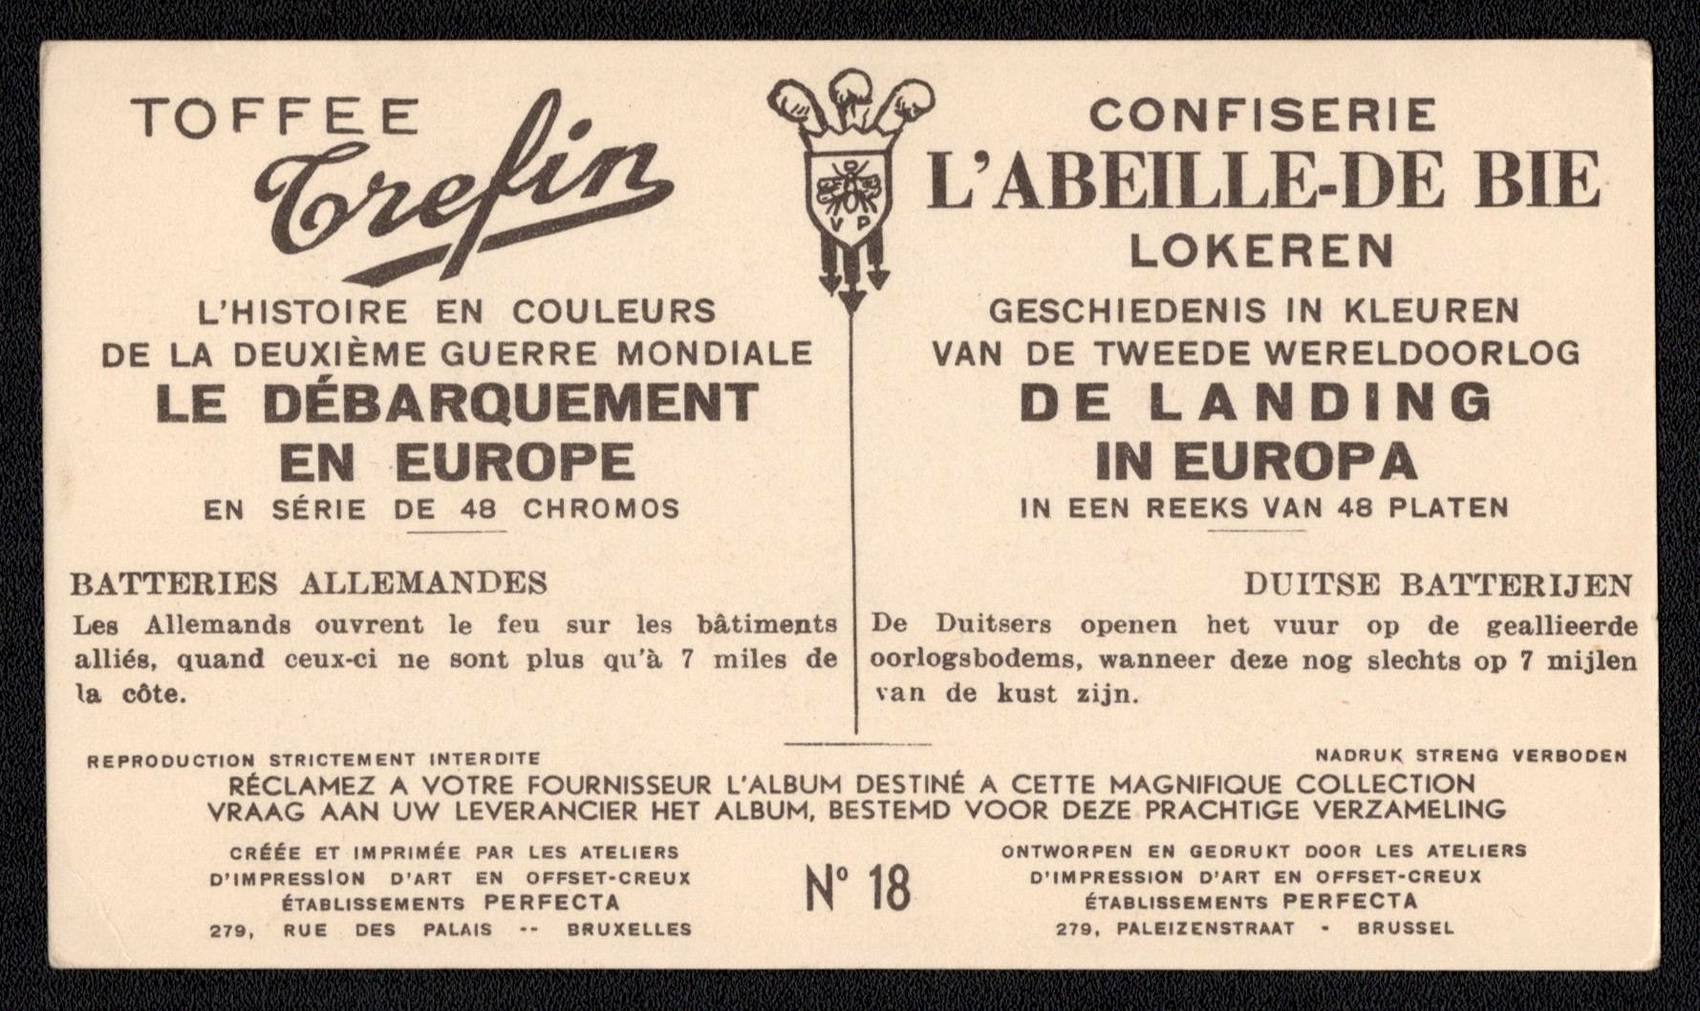 TOFFEE
Trefin
L'HISTOIRE EN COULEURS
DE LA DEUXIÈME GUERRE MONDIALE
LE DÉBARQUEMENT
EN EUROPE
EN SÉRIE DE 48 CHROMOS
BATTERIES ALLEMANDES
Les Allemands ouvrent le feu sur les bâtiments
alliés, quand ceux-ci ne sont plus qu'à 7 miles de
la côte.
REPRODUCTION STRICTEMENT INTERDITE
V P
CONFISERIE
L'ABEILLE-DE BIE
LOKEREN
GESCHIEDENIS IN KLEUREN
VAN DE TWEEDE WERELDOORLOG
DE LANDING
IN EUROPA
IN EEN REEKS VAN 48 PLATEN
DUITSE BATTERIJEN
De Duitsers openen het vuur op de geallieerde
oorlogsbodems, wanneer deze nog slechts op 7 mijlen
van de kust zijn.
NADRUK STRENG VERBODEN
RÉCLAMEZ A VOTRE FOURNISSEUR L'ALBUM DESTINÉ A CETTE MAGNIFIQUE COLLECTION
VRAAG AAN UW LEVERANCIER HET ALBUM, BESTEMD VOOR DEZE PRACHTIGE VERZAMELING
CRÉÉE ET IMPRIMÉE PAR LES ATELIERS
D'IMPRESSION D'ART EN OFFSET-CREUX
ÉTABLISSEMENTS PERFECTA
279, RUE DES PALAIS -- BRUXELLES
Nº 18
ONTWORPEN EN GEDRUKT DOOR LES ATELIERS
D'IMPRESSION D'ART EN OFFSET-CREUX
ÉTABLISSEMENTS PERFECTA
279, PALEIZENSTRAAT - BRUSSEL